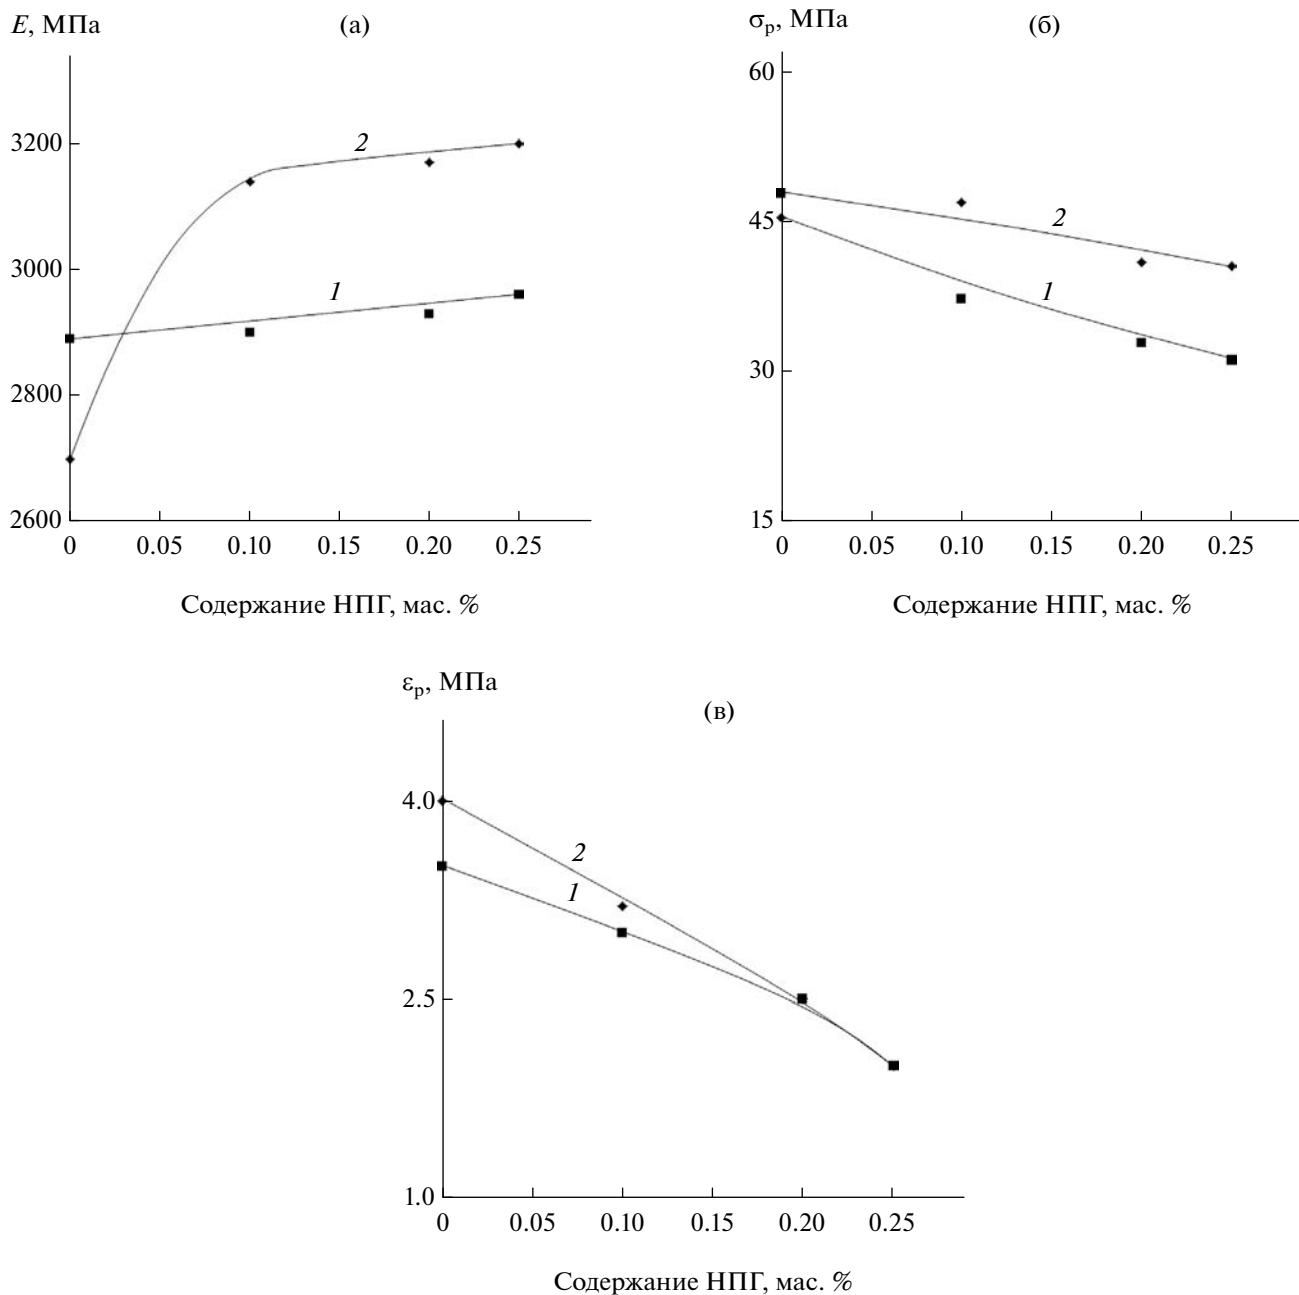 E, МПа
(а)
3200
3000
2800
2600
2
1
0 0.05 0.10 0.15 0.20 0.25
Содержание НПГ, мас. %
σр, МПа
(б)
60
45
30
15
2
1
0 0.05 0.10 0.15 0.20 0.25
Содержание НПГ, мас. %
εр, МПа
(в)
4.0
2.5
1.0
2
1
0 0.05 0.10 0.15 0.20 0.25
Содержание НПГ, мас. %